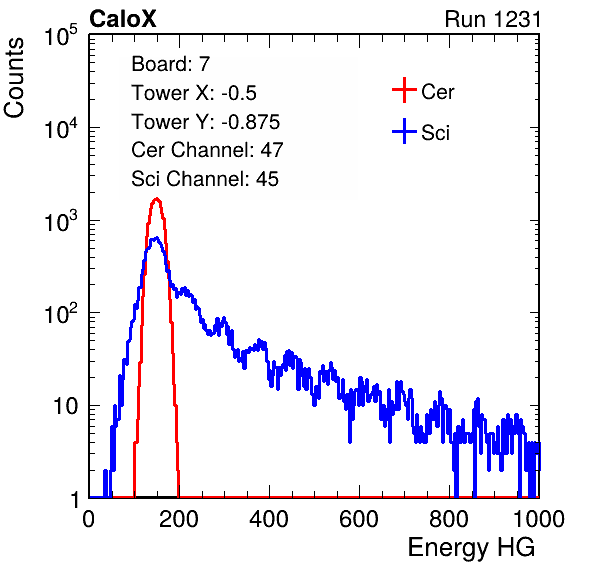 CaloX Run 1231
Counts
10^5
10^4
10^3
10^2
10
1
Board: 7
Tower X: -0.5
Tower Y: -0.875
Cer Channel: 47
Sci Channel: 45
Cer
Sci
0 200 400 600 800 1000
Energy HG